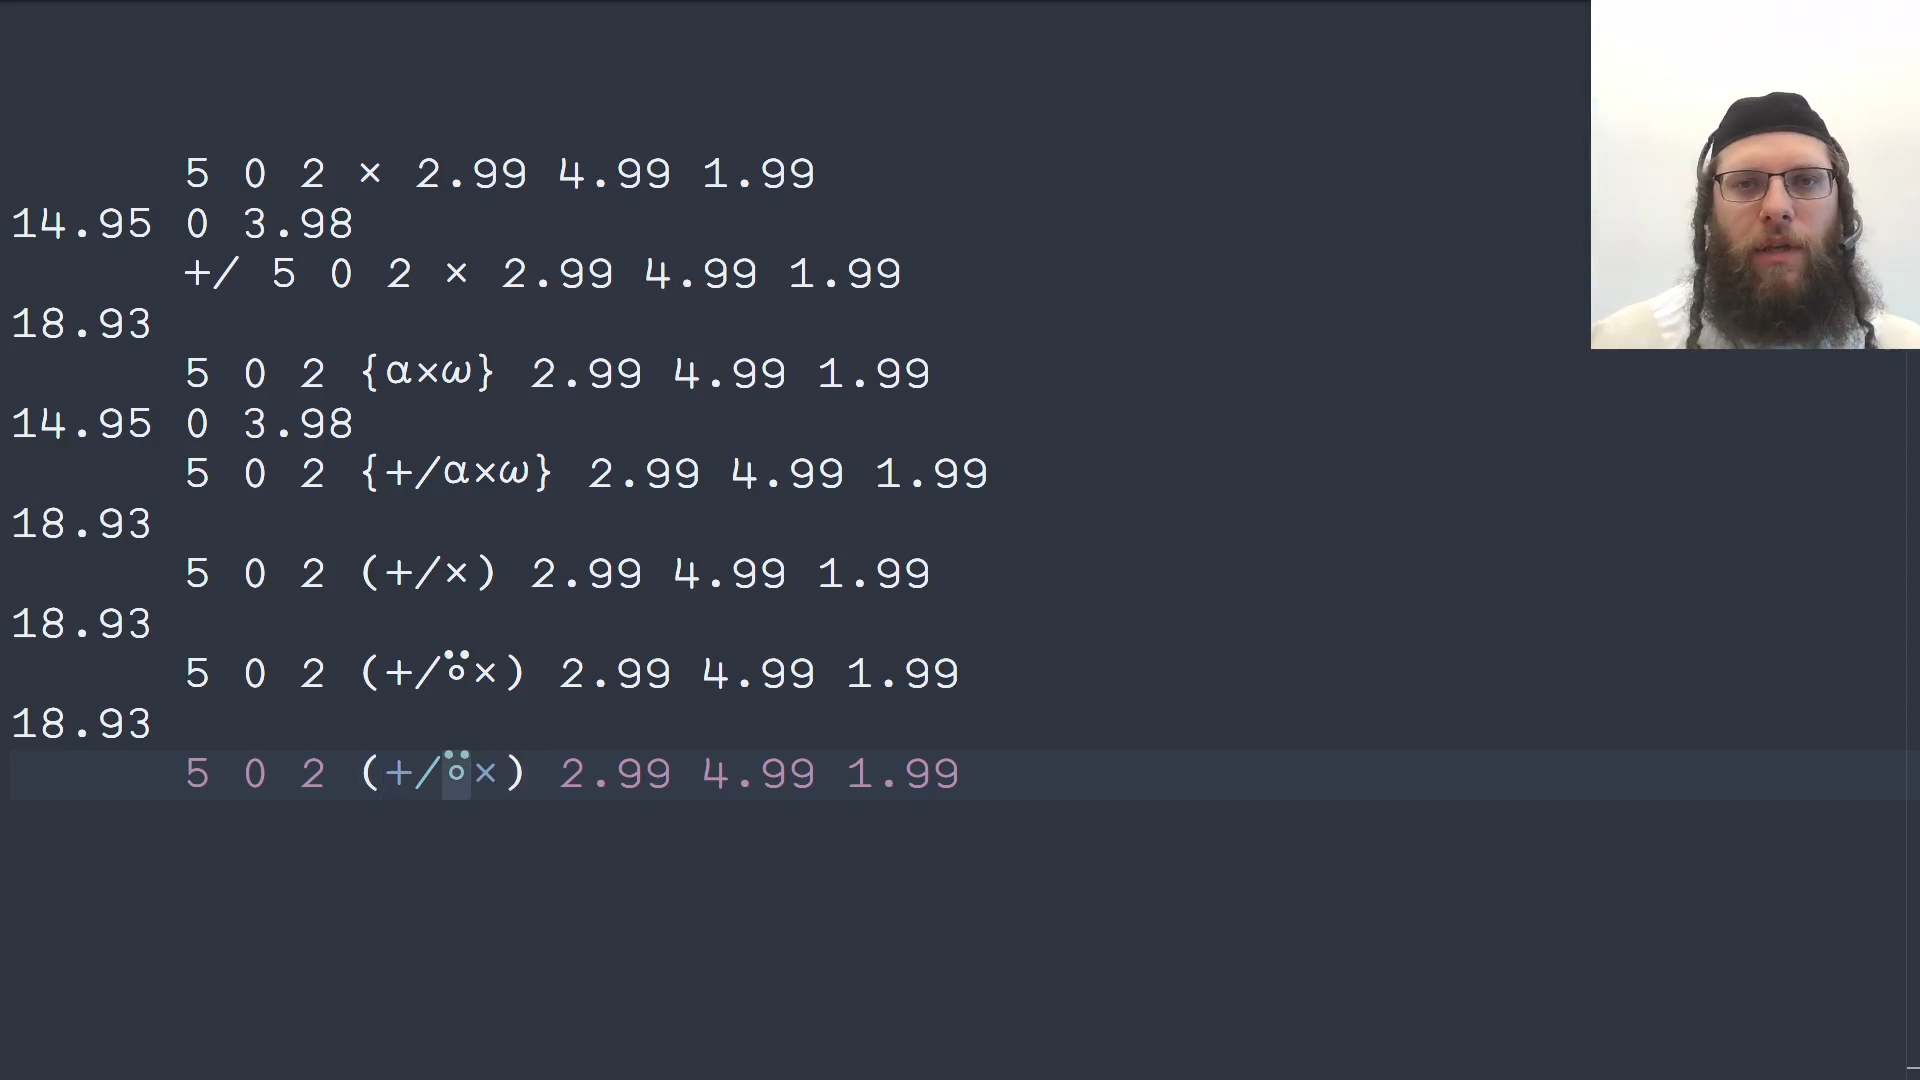 5 0 2 × 2.99 4.99 1.99
14.95 0 3.98
+/ 5 0 2 × 2.99 4.99 1.99
18.93
5 0 2 {⍺×⍵} 2.99 4.99 1.99
14.95 0 3.98
5 0 2 {+/⍺×⍵} 2.99 4.99 1.99
18.93
5 0 2 (+/×) 2.99 4.99 1.99
18.93
5 0 2 (+/⍤×) 2.99 4.99 1.99
18.93
5 0 2 (+/⍤×) 2.99 4.99 1.99